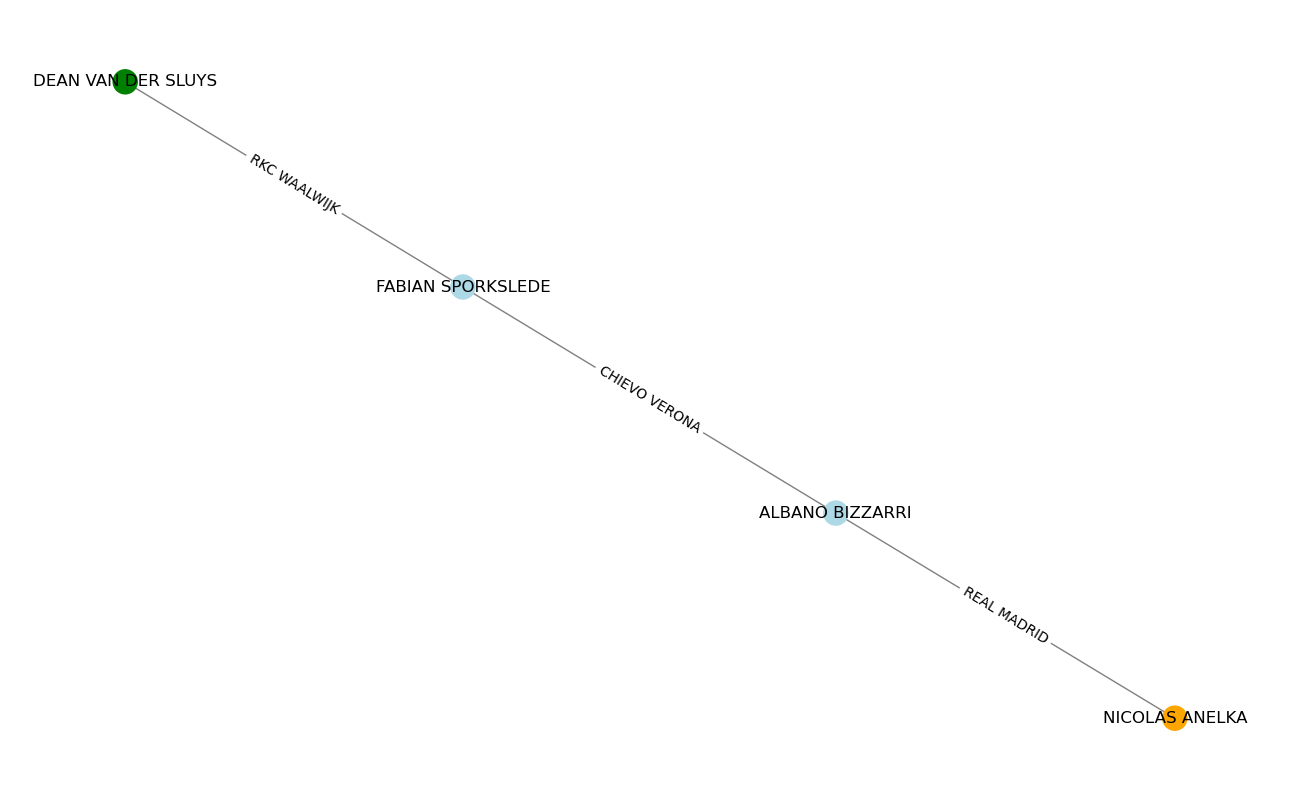 DEAN VAN DER SLUYS
RKC WAALWIJK
FABIAN SPORKSLEDE
CHIEVO VERONA
ALBANO BIZZARRI
REAL MADRID
NICOLAS ANELKA